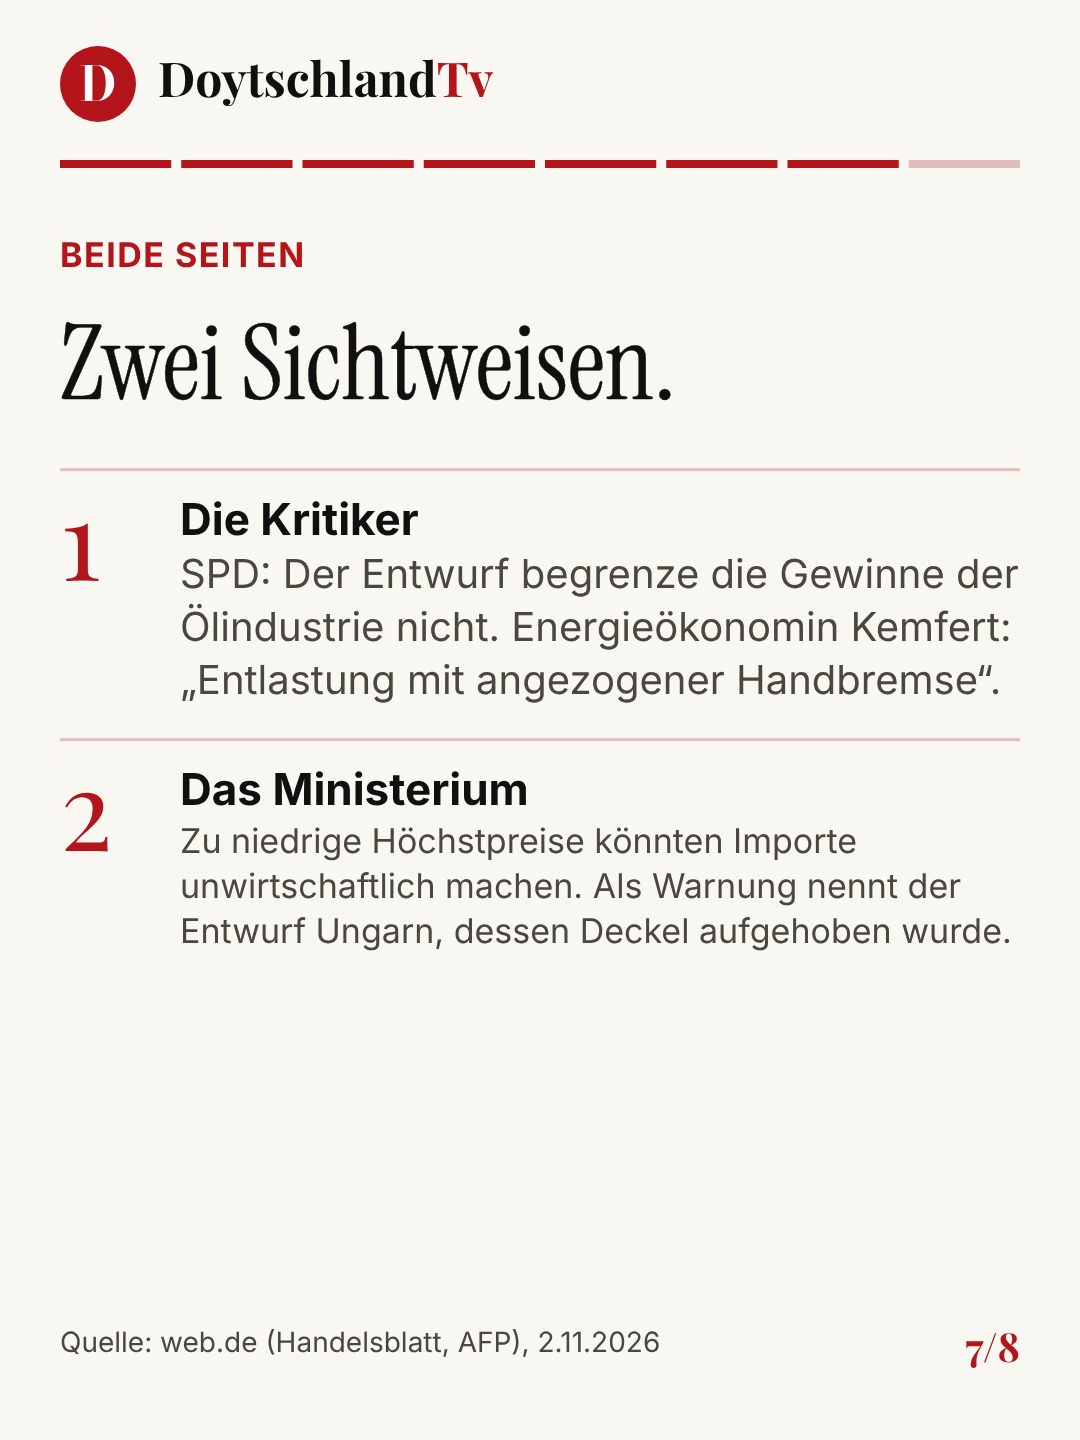 D DoytschlandTv
BEIDE SEITEN
Zwei Sichtweisen.
1 Die Kritiker
SPD: Der Entwurf begrenze die Gewinne der
Ölindustrie nicht. Energieökonomin Kemfert:
„Entlastung mit angezogener Handbremse“.
2 Das Ministerium
Zu niedrige Höchstpreise könnten Importe
unwirtschaftlich machen. Als Warnung nennt der
Entwurf Ungarn, dessen Deckel aufgehoben wurde.
Quelle: web.de (Handelsblatt, AFP), 2.11.2026
7/8